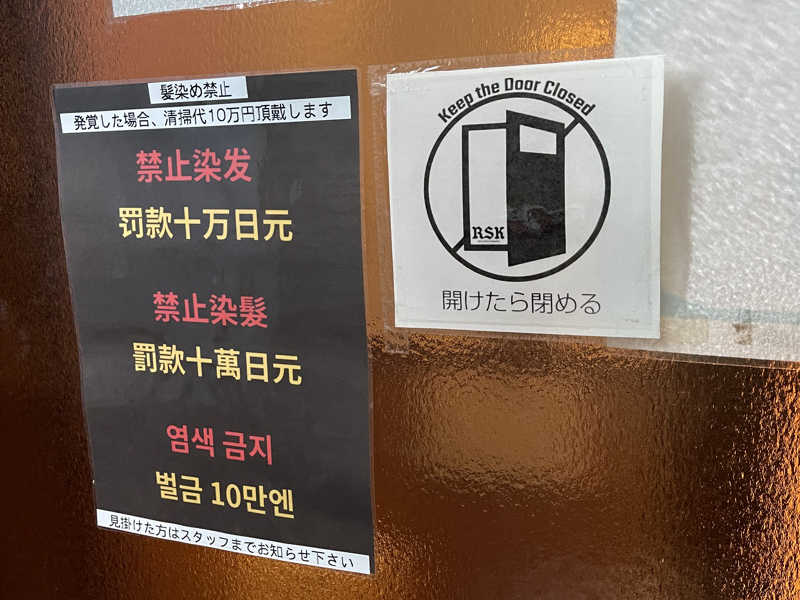 髪染め禁止
発覚した場合、清掃代10万円頂戴します
禁止染发
罚款十万日元
禁止染髮
罰款十萬日元
염색 금지
벌금 10만엔
見掛けた方はスタッフまでお知らせ下さい
Keep the Door Closed
R$K
開けたら閉める